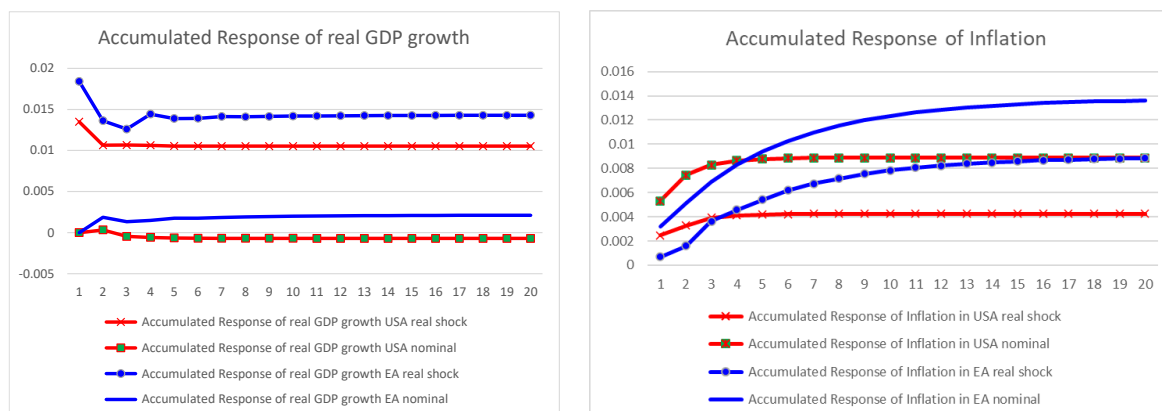 Accumulated Response of real GDP growth
0.02
0.015
0.01
0.005
0
-0.005
1 2 3 4 5 6 7 8 9 10 11 12 13 14 15 16 17 18 19 20
Accumulated Response of real GDP growth USA real shock
Accumulated Response of real GDP growth USA nominal
Accumulated Response of real GDP growth EA real shock
Accumulated Response of real GDP growth EA nominal
Accumulated Response of Inflation
0.016
0.014
0.012
0.01
0.008
0.006
0.004
0.002
0
1 2 3 4 5 6 7 8 9 10 11 12 13 14 15 16 17 18 19 20
Accumulated Response of Inflation in USA real shock
Accumulated Response of Inflation in USA nominal
Accumulated Response of Inflation in EA real shock
Accumulated Response of Inflation in EA nominal